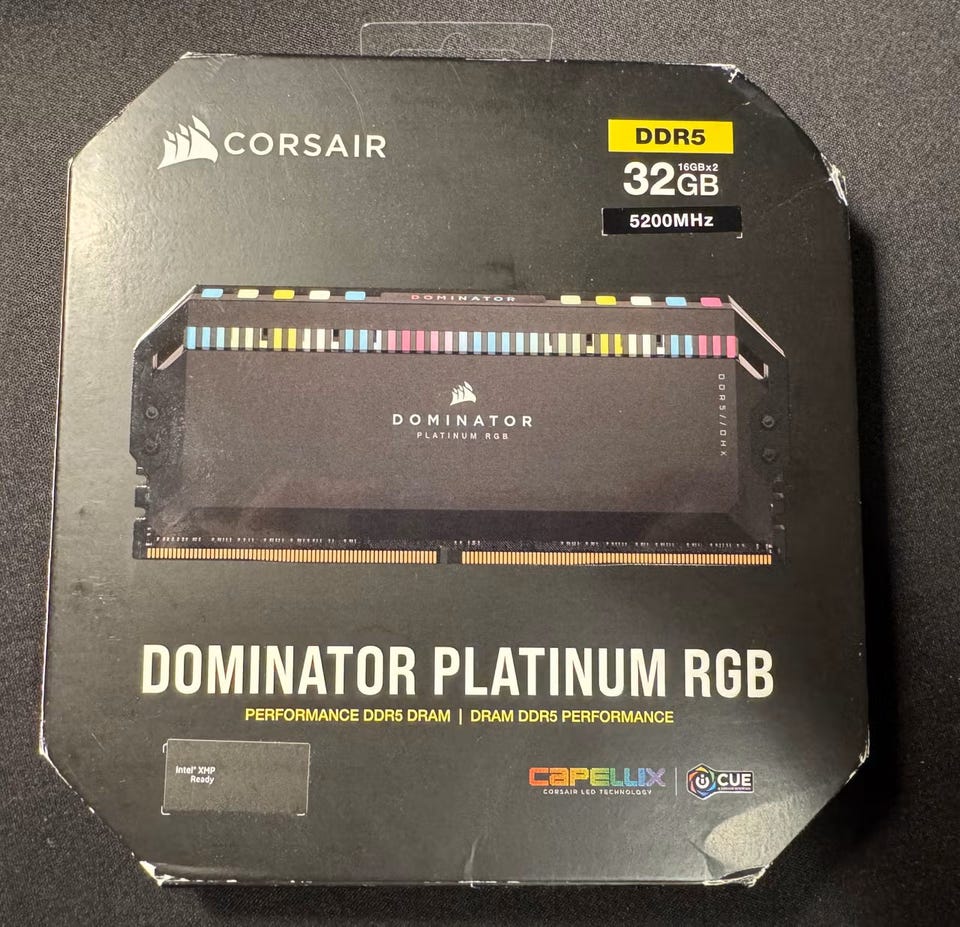 CORSAIR
DDR5
32GB 16GBx2
5200MHz
DOMINATOR
DOMINATOR
PLATINUM RGB
DDR5//DHX
DOMINATOR PLATINUM RGB
PERFORMANCE DDR5 DRAM | DRAM DDR5 PERFORMANCE
Intel® XMP
Ready
CAPELLIX
CORSAIR LED TECHNOLOGY
iCUE